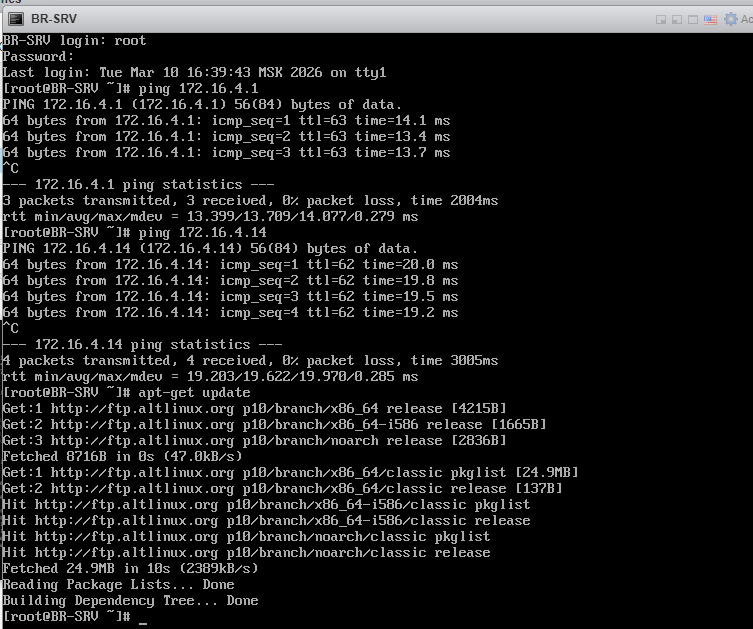 BR-SRV
BR-SRV login: root
Password:
Last login: Tue Mar 10 16:39:43 MSK 2026 on tty1
[root@BR-SRV ~]# ping 172.16.4.1
PING 172.16.4.1 (172.16.4.1) 56(84) bytes of data.
64 bytes from 172.16.4.1: icmp_seq=1 ttl=63 time=14.1 ms
64 bytes from 172.16.4.1: icmp_seq=2 ttl=63 time=13.4 ms
64 bytes from 172.16.4.1: icmp_seq=3 ttl=63 time=13.7 ms
^C
--- 172.16.4.1 ping statistics ---
3 packets transmitted, 3 received, 0% packet loss, time 2004ms
rtt min/avg/max/mdev = 13.399/13.709/14.077/0.279 ms
[root@BR-SRV ~]# ping 172.16.4.14
PING 172.16.4.14 (172.16.4.14) 56(84) bytes of data.
64 bytes from 172.16.4.14: icmp_seq=1 ttl=62 time=20.0 ms
64 bytes from 172.16.4.14: icmp_seq=2 ttl=62 time=19.8 ms
64 bytes from 172.16.4.14: icmp_seq=3 ttl=62 time=19.5 ms
64 bytes from 172.16.4.14: icmp_seq=4 ttl=62 time=19.2 ms
^C
--- 172.16.4.14 ping statistics ---
4 packets transmitted, 4 received, 0% packet loss, time 3005ms
rtt min/avg/max/mdev = 19.203/19.622/19.970/0.285 ms
[root@BR-SRV ~]# apt-get update
Get:1 http://ftp.altlinux.org p10/branch/x86_64 release [4215B]
Get:2 http://ftp.altlinux.org p10/branch/x86_64-i586 release [1665B]
Get:3 http://ftp.altlinux.org p10/branch/noarch release [2836B]
Fetched 8716B in 0s (47.0kB/s)
Get:1 http://ftp.altlinux.org p10/branch/x86_64/classic pkglist [24.9MB]
Get:2 http://ftp.altlinux.org p10/branch/x86_64/classic release [137B]
Hit http://ftp.altlinux.org p10/branch/x86_64-i586/classic pkglist
Hit http://ftp.altlinux.org p10/branch/x86_64-i586/classic release
Hit http://ftp.altlinux.org p10/branch/noarch/classic pkglist
Hit http://ftp.altlinux.org p10/branch/noarch/classic release
Fetched 24.9MB in 10s (2389kB/s)
Reading Package Lists... Done
Building Dependency Tree... Done
[root@BR-SRV ~]# _